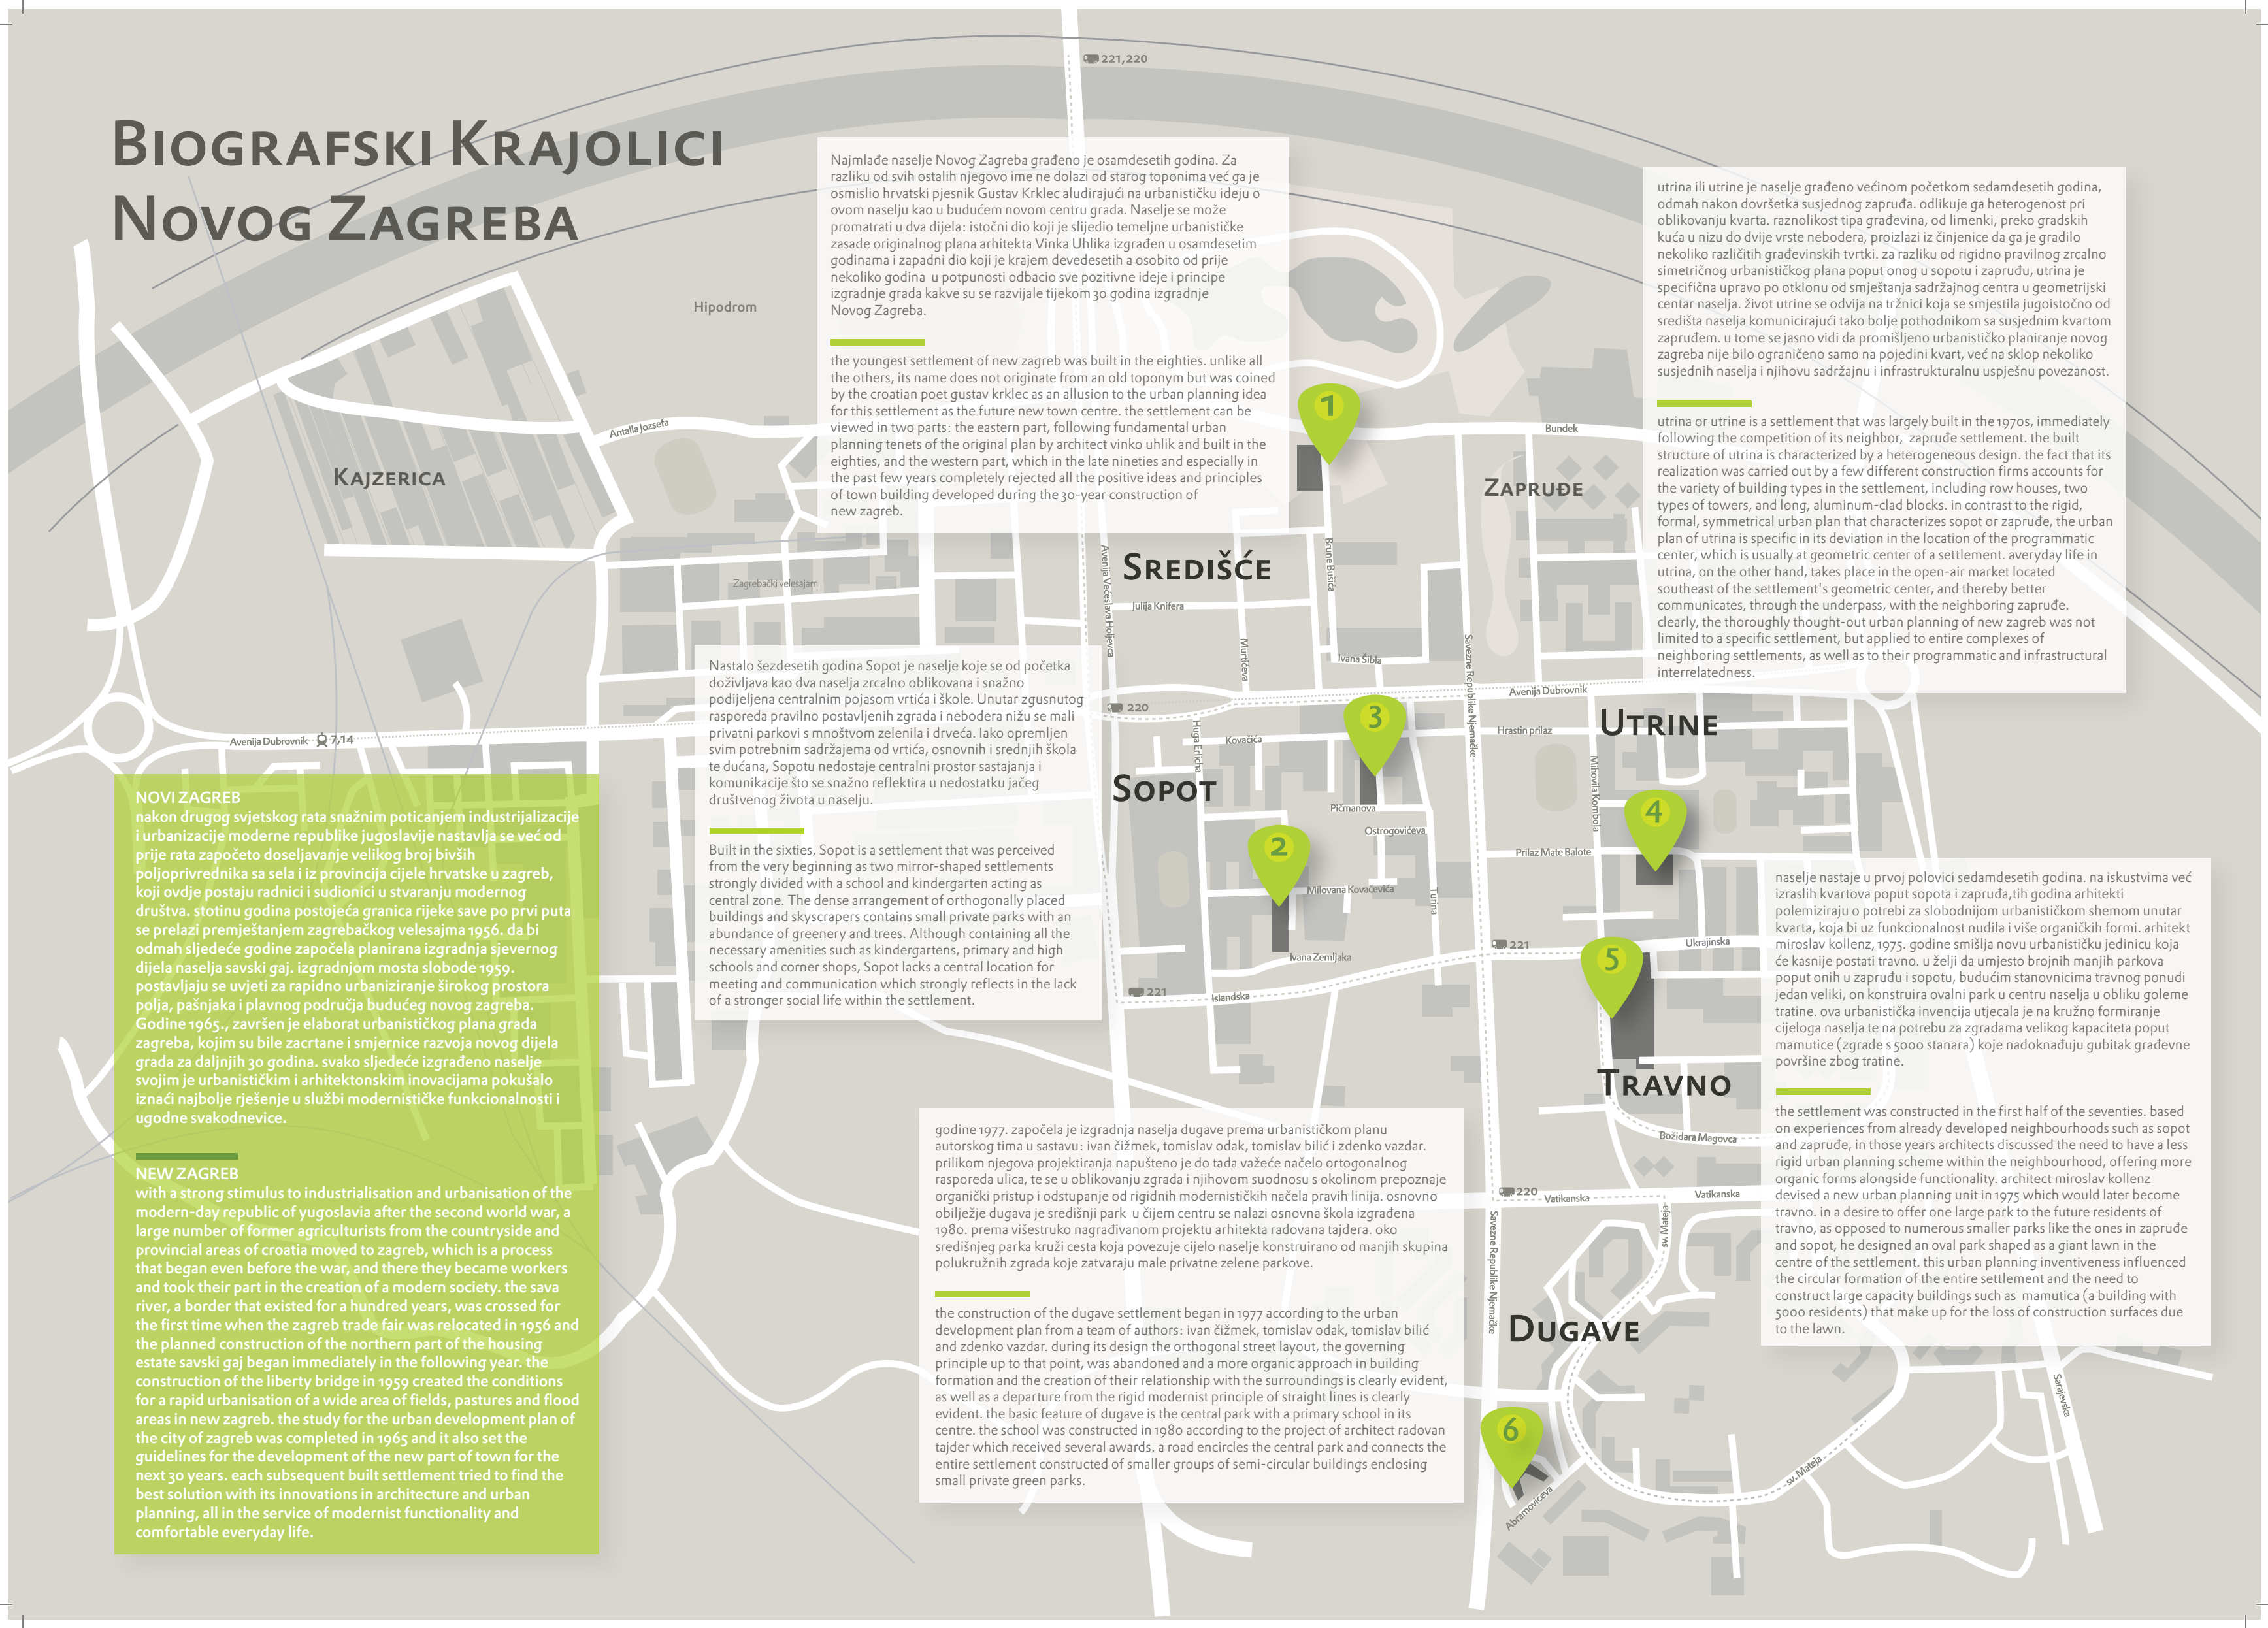 BIOGRAFSKI KRAJOLICI
NOVOG ZAGREBA
221,220
Hipodrom
KAJZERICA
Antalla Jozsefa
Zagrebački velesajam
Najmlađe naselje Novog Zagreba građeno je osamdesetih godina. Za
razliku od svih ostalih njegovo ime ne dolazi od starog toponima već ga je
osmislio hrvatski pjesnik Gustav Krklec aludirajući na urbanističku ideju o
ovom naselju kao u budućem novom centru grada. Naselje se može
promatrati u dva dijela: istočni dio koji je slijedio temeljne urbanističke
zasade originalnog plana arhitekta Vinka Uhlika izgrađen u osamdesetim
godinama i zapadni dio koji je krajem devedesetih a osobito od prije
nekoliko godina u potpunosti odbacio sve pozitivne ideje i principe
izgradnje grada kakve su se razvijale tijekom 30 godina izgradnje
Novog Zagreba.
the youngest settlement of new zagreb was built in the eighties. unlike all
the others, its name does not originate from an old toponym but was coined
by the croatian poet gustav krklec as an allusion to the urban planning idea
for this settlement as the future new town centre. the settlement can be
viewed in two parts: the eastern part, following fundamental urban
planning tenets of the original plan by architect vinko uhlik and built in the
eighties, and the western part, which in the late nineties and especially in
the past few years completely rejected all the positive ideas and principles
of town building developed during the 30-year construction of
new zagreb.
utrina ili utrine je naselje građeno većinom početkom sedamdesetih godina,
odmah nakon dovršetka susjednog zapruđa. odlikuje ga heterogenost pri
oblikovanju kvarta. raznolikost tipa građevina, od limenki, preko gradskih
kuća u nizu do dvije vrste nebodera, proizlazi iz činjenice da ga je gradilo
nekoliko različitih građevinskih tvrtki. za razliku od rigidno pravilnog zrcalno
simetričnog urbanističkog plana poput onog u sopotu i zapruđu, utrina je
specifična upravo po otklonu od smještanja sadržajnog centra u geometrijski
centar naselja. život utrine se odvija na tržnici koja se smjestila jugoistočno od
središta naselja komunicirajući tako bolje pothodnikom sa susjednim kvartom
zapruđem. u tome se jasno vidi da promišljeno urbanističko planiranje novog
zagreba nije bilo ograničeno samo na pojedini kvart, već na sklop nekoliko
susjednih naselja i njihovu sadržajnu i infrastrukturalnu uspješnu povezanost.
utrina or utrine is a settlement that was largely built in the 1970s, immediately
following the competition of its neighbor, zapruđe settlement. the built
structure of utrina is characterized by a heterogeneous design. the fact that its
realization was carried out by a few different construction firms accounts for
the variety of building types in the settlement, including row houses, two
types of towers, and long, aluminum-clad blocks. in contrast to the rigid,
formal, symmetrical urban plan that characterizes sopot or zapruđe, the urban
plan of utrina is specific in its deviation in the location of the programmatic
center, which is usually at geometric center of a settlement. averyday life in
utrina, on the other hand, takes place in the open-air market located
southeast of the settlement's geometric center, and thereby better
communicates, through the underpass, with the neighboring zapruđe.
clearly, the thoroughly thought-out urban planning of new zagreb was not
limited to a specific settlement, but applied to entire complexes of
neighboring settlements, as well as to their programmatic and infrastructural
interrelatedness.
1
Bundek
ZAPRUĐE
SREDIŠĆE
Avenija Većeslava Holjevca
Brune Bušića
Julija Knifera
Murtićeva
Ivana Šibla
Savezne Republike Njemačke
Avenija Dubrovnik
220
Avenija Dubrovnik
7,14
Nastalo šezdesetih godina Sopot je naselje koje se od početka
doživljava kao dva naselja zrcalno oblikovana i snažno
podijeljena centralnim pojasom vrtića i škole. Unutar zgusnutog
rasporeda pravilno postavljenih zgrada i nebodera nižu se mali
privatni parkovi s mnoštvom zelenila i drveća. Iako opremljen
svim potrebnim sadržajema od vrtića, osnovnih i srednjih škola
te dućana, Sopotu nedostaje centralni prostor sastajanja i
komunikacije što se snažno reflektira u nedostatku jačeg
društvenog života u naselju.
Built in the sixties, Sopot is a settlement that was perceived
from the very beginning as two mirror-shaped settlements
strongly divided with a school and kindergarten acting as
central zone. The dense arrangement of orthogonally placed
buildings and skyscrapers contains small private parks with an
abundance of greenery and trees. Although containing all the
necessary amenities such as kindergartens, primary and high
schools and corner shops, Sopot lacks a central location for
meeting and communication which strongly reflects in the lack
of a stronger social life within the settlement.
3
Huga Erlicha
Kovačića
SOPOT
Pičmanova
Ostrogovićeva
2
Milovana Kovačevića
Turina
Ivana Zemljaka
221
Islandska
221
Hrastin prilaz
UTRINE
Mihovila Kombola
4
Prilaz Mate Balote
Ukrajinska
5
TRAVNO
Božidara Magovca
220
Vatikanska
Vatikanska
sv. Mateja
Savezne Republike Njemačke
DUGAVE
6
Abramovićeva
sv. Mateja
Sarajevska
NOVI ZAGREB
nakon drugog svjetskog rata snažnim poticanjem industrijalizacije
i urbanizacije moderne republike jugoslavije nastavlja se već od
prije rata započeto doseljavanje velikog broj bivših
poljoprivrednika sa sela i iz provincija cijele hrvatske u zagreb,
koji ovdje postaju radnici i sudionici u stvaranju modernog
društva. stotinu godina postojeća granica rijeke save po prvi puta
se prelazi premještanjem zagrebačkog velesajma 1956. da bi
odmah sljedeće godine započela planirana izgradnja sjevernog
dijela naselja savski gaj. izgradnjom mosta slobode 1959.
postavljaju se uvjeti za rapidno urbaniziranje širokog prostora
polja, pašnjaka i plavnog područja budućeg novog zagreba.
Godine 1965., završen je elaborat urbanističkog plana grada
zagreba, kojim su bile zacrtane i smjernice razvoja novog dijela
grada za daljnjih 30 godina. svako sljedeće izgrađeno naselje
svojim je urbanističkim i arhitektonskim inovacijama pokušalo
iznaći najbolje rješenje u službi modernističke funkcionalnosti i
ugodne svakodnevice.
NEW ZAGREB
with a strong stimulus to industrialisation and urbanisation of the
modern-day republic of yugoslavia after the second world war, a
large number of former agriculturists from the countryside and
provincial areas of croatia moved to zagreb, which is a process
that began even before the war, and there they became workers
and took their part in the creation of a modern society. the sava
river, a border that existed for a hundred years, was crossed for
the first time when the zagreb trade fair was relocated in 1956 and
the planned construction of the northern part of the housing
estate savski gaj began immediately in the following year. the
construction of the liberty bridge in 1959 created the conditions
for a rapid urbanisation of a wide area of fields, pastures and flood
areas in new zagreb. the study for the urban development plan of
the city of zagreb was completed in 1965 and it also set the
guidelines for the development of the new part of town for the
next 30 years. each subsequent built settlement tried to find the
best solution with its innovations in architecture and urban
planning, all in the service of modernist functionality and
comfortable everyday life.
godine 1977. započela je izgradnja naselja dugave prema urbanističkom planu
autorskog tima u sastavu: ivan čižmek, tomislav odak, tomislav bilić i zdenko vazdar.
prilikom njegova projektiranja napušteno je do tada važeće načelo ortogonalnog
rasporeda ulica, te se u oblikovanju zgrada i njihovom suodnosu s okolinom prepoznaje
organički pristup i odstupanje od rigidnih modernističkih načela pravih linija. osnovno
obilježje dugava je središnji park u čijem centru se nalazi osnovna škola izgrađena
1980. prema višestruko nagrađivanom projektu arhitekta radovana tajdera. oko
središnjeg parka kruži cesta koja povezuje cijelo naselje konstruirano od manjih skupina
polukružnih zgrada koje zatvaraju male privatne zelene parkove.
the construction of the dugave settlement began in 1977 according to the urban
development plan from a team of authors: ivan čižmek, tomislav odak, tomislav bilić
and zdenko vazdar. during its design the orthogonal street layout, the governing
principle up to that point, was abandoned and a more organic approach in building
formation and the creation of their relationship with the surroundings is clearly evident,
as well as a departure from the rigid modernist principle of straight lines is clearly
evident. the basic feature of dugave is the central park with a primary school in its
centre. the school was constructed in 1980 according to the project of architect radovan
tajder which received several awards. a road encircles the central park and connects the
entire settlement constructed of smaller groups of semi-circular buildings enclosing
small private green parks.
naselje nastaje u prvoj polovici sedamdesetih godina. na iskustvima već
izraslih kvartova poput sopota i zapruđa,tih godina arhitekti
polemiziraju o potrebi za slobodnijom urbanističkom shemom unutar
kvarta, koja bi uz funkcionalnost nudila i više organičkih formi. arhitekt
miroslav kollenz, 1975. godine smišlja novu urbanističku jedinicu koja
će kasnije postati travno. u želji da umjesto brojnih manjih parkova
poput onih u zapruđu i sopotu, budućim stanovnicima travnog ponudi
jedan veliki, on konstruira ovalni park u centru naselja u obliku goleme
tratine. ova urbanistička invencija utjecala je na kružno formiranje
cijeloga naselja te na potrebu za zgradama velikog kapaciteta poput
mamutice (zgrade s 5000 stanara) koje nadoknađuju gubitak građevne
površine zbog tratine.
the settlement was constructed in the first half of the seventies. based
on experiences from already developed neighbourhoods such as sopot
and zapruđe, in those years architects discussed the need to have a less
rigid urban planning scheme within the neighbourhood, offering more
organic forms alongside functionality. architect miroslav kollenz
devised a new urban planning unit in 1975 which would later become
travno. in a desire to offer one large park to the future residents of
travno, as opposed to numerous smaller parks like the ones in zapruđe
and sopot, he designed an oval park shaped as a giant lawn in the
centre of the settlement. this urban planning inventiveness influenced
the circular formation of the entire settlement and the need to
construct large capacity buildings such as mamutica (a building with
5000 residents) that make up for the loss of construction surfaces due
to the lawn.